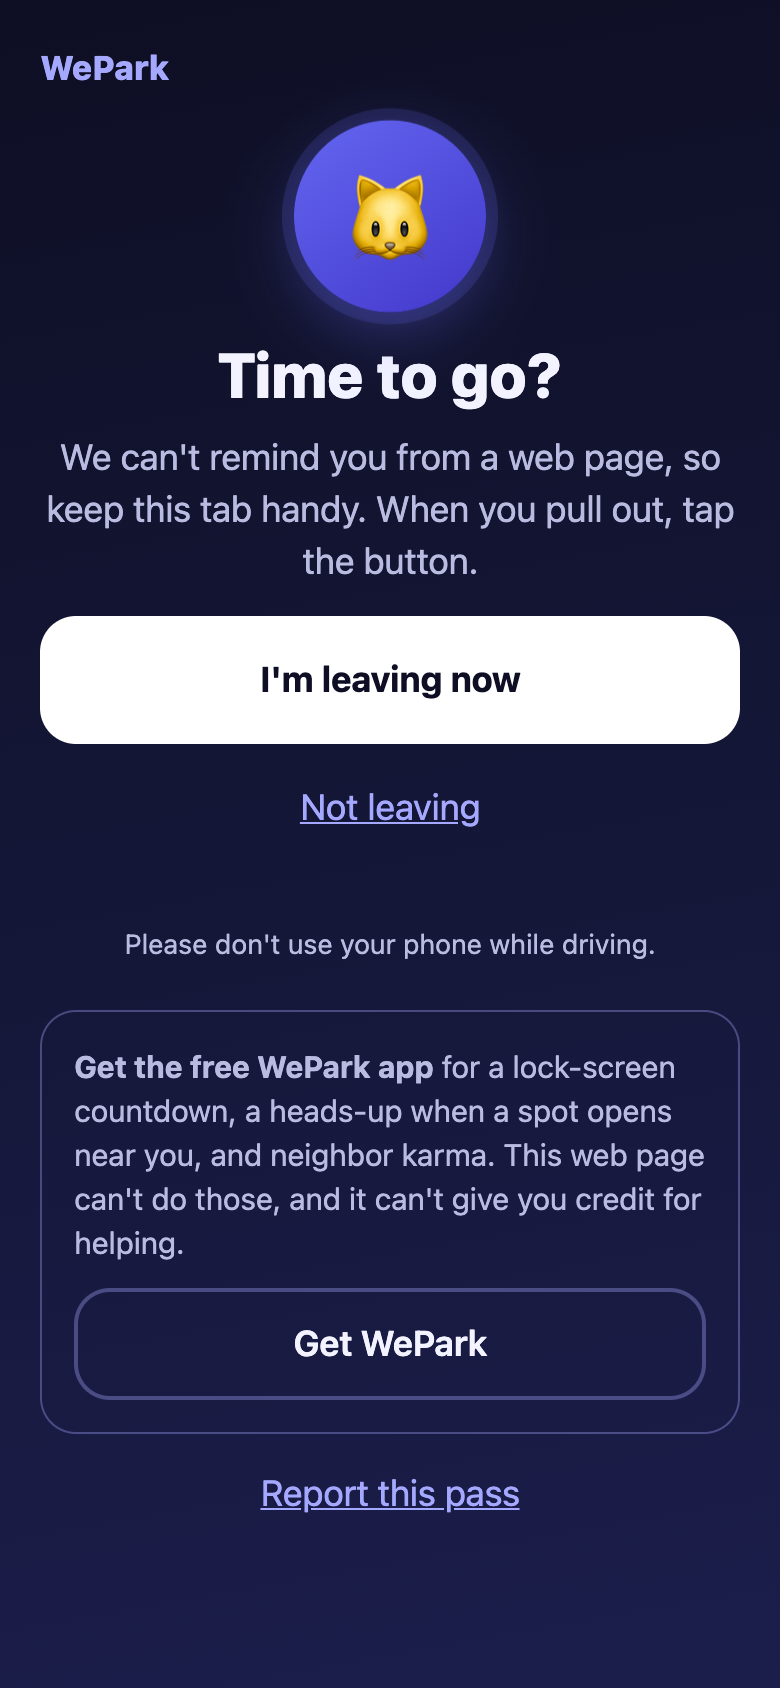 WePark
Time to go?
We can't remind you from a web page, so
keep this tab handy. When you pull out, tap
the button.
I'm leaving now
Not leaving
Please don't use your phone while driving.
Get the free WePark app for a lock-screen
countdown, a heads-up when a spot opens
near you, and neighbor karma. This web page
can't do those, and it can't give you credit for
helping.
Get WePark
Report this pass